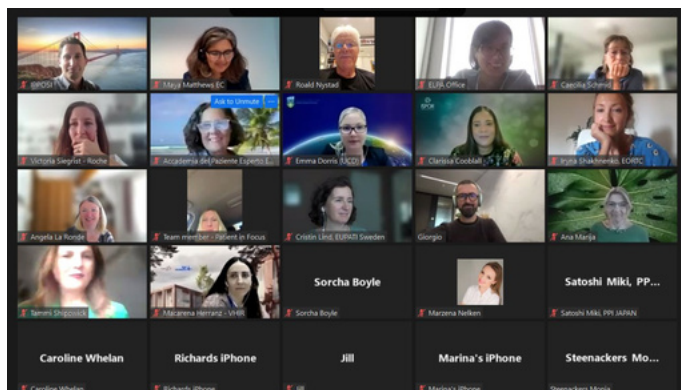 IPPOSI
Maya Matthews EC
Roald Nystad
ELPA Office
Caecilia Schmid
Ask to Unmute
Victoria Siegrist - Roche
Accademia del Paziente Esperto E...
Emma Dorris (UCD)
Clarissa Cooblall
Iryna Shakhnenko, EORTC
Angela La Ronde
Team member - Patient in Focus
Cristin Lind, EUPATI Sweden
Giorgio
Ana Marija
Tammi Shipowick
Macarena Herranz - VHIR
Sorcha Boyle
Sorcha Boyle
Marzena Nelken
Satoshi Miki, PP...
Satoshi Miki, PPI JAPAN
Caroline Whelan
Caroline Whelan
Richards iPhone
Richards iPhone
Jill
Jill
Marina's iPhone
Marina's iPhone
Steenackers Mo...
Steenackers Monia